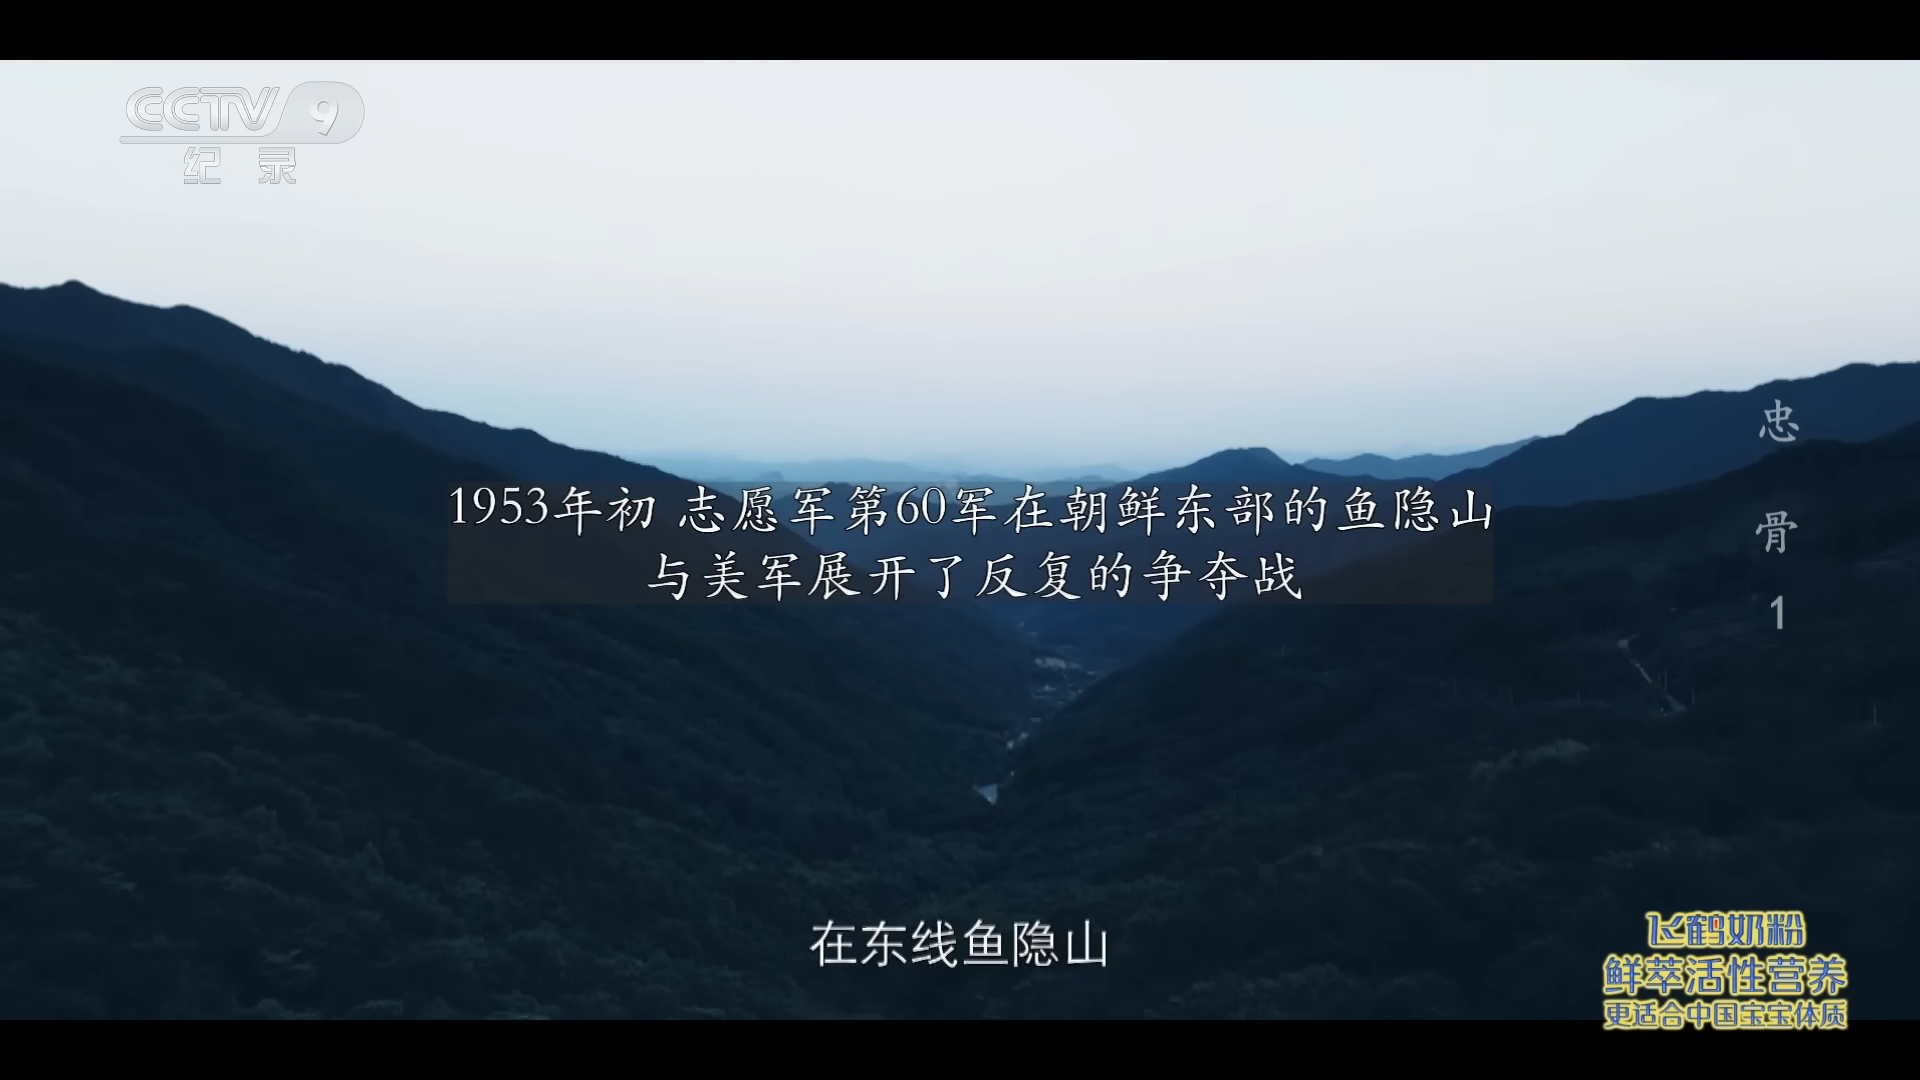 CCTV 9
纪录
忠骨1
1953年初 志愿军第60军在朝鲜东部的鱼隐山
与美军展开了反复的争夺战
在东线鱼隐山
飞鹤奶粉
鲜萃活性营养
更适合中国宝宝体质